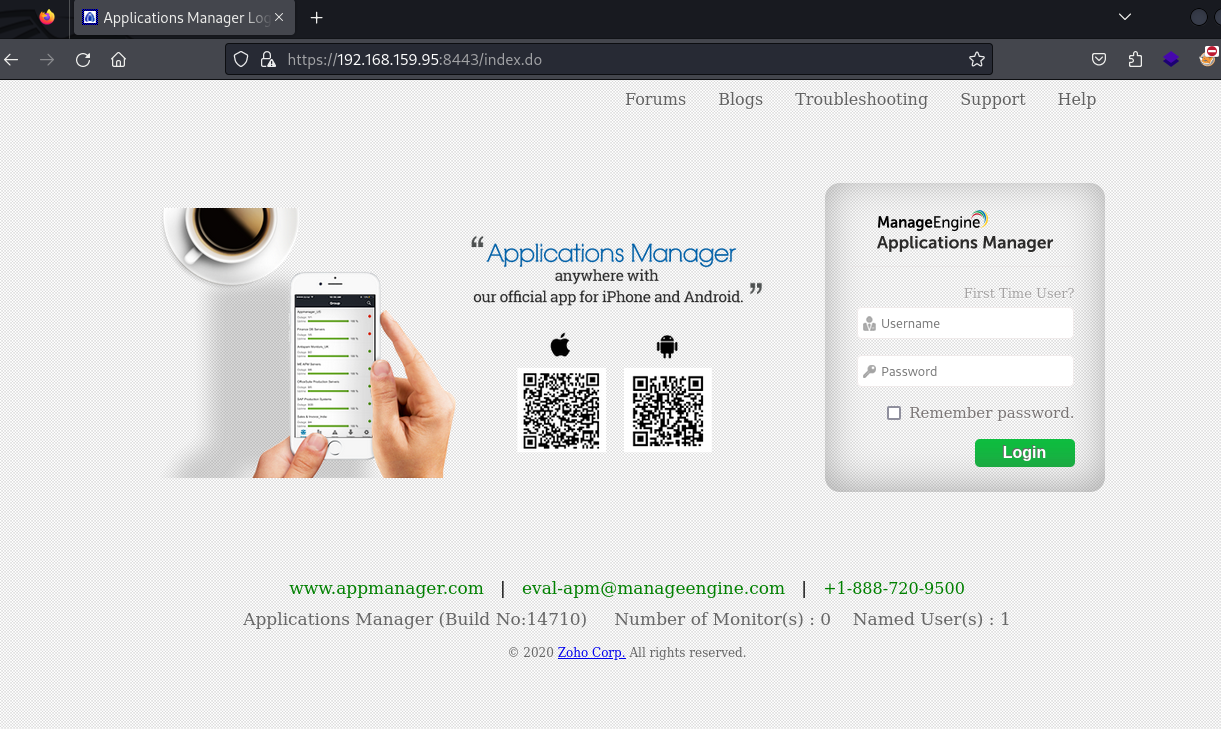 Applications Manager Log
https://192.168.159.95:8443/index.do
Forums Blogs Troubleshooting Support Help
ManageEngine
Applications Manager
“Applications Manager
anywhere with
our official app for iPhone and Android.”
First Time User?
Username
Password
Remember password.
Login
www.appmanager.com | eval-apm@manageengine.com | +1-888-720-9500
Applications Manager (Build No:14710) Number of Monitor(s) : 0 Named User(s) : 1
© 2020 Zoho Corp. All rights reserved.